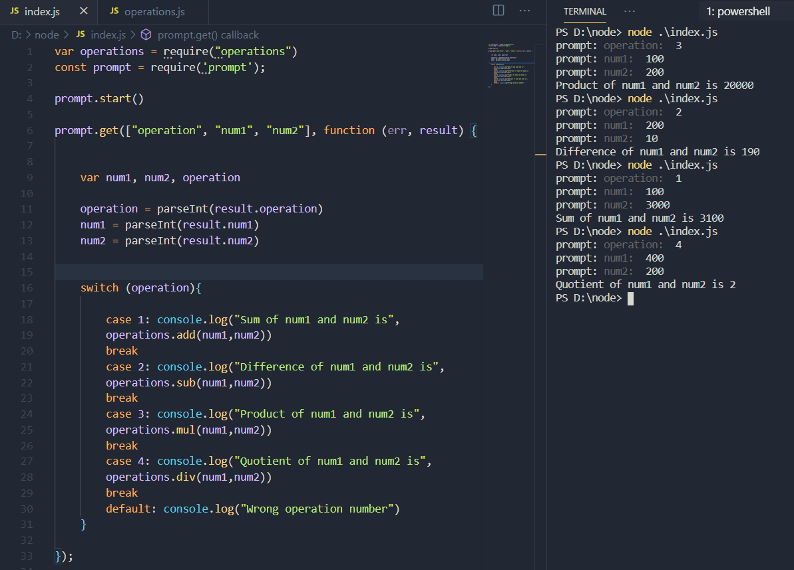 JS index.js × JS operations.js ···
D: > node > JS index.js > prompt.get() callback
1 var operations = require("operations")
2 const prompt = require('prompt');
3
4 prompt.start()
5
6 prompt.get(["operation", "num1", "num2"], function (err, result) {
7
8
9 var num1, num2, operation
10
11 operation = parseInt(result.operation)
12 num1 = parseInt(result.num1)
13 num2 = parseInt(result.num2)
14
15
16 switch (operation){
17
18 case 1: console.log("Sum of num1 and num2 is",
19 operations.add(num1,num2))
20 break
21 case 2: console.log("Difference of num1 and num2 is",
22 operations.sub(num1,num2))
23 break
24 case 3: console.log("Product of num1 and num2 is",
25 operations.mul(num1,num2))
26 break
27 case 4: console.log("Quotient of num1 and num2 is",
28 operations.div(num1,num2))
29 break
30 default: console.log("Wrong operation number")
31 }
32
33 });
TERMINAL ··· 1: powershell
PS D:\node> node .\index.js
prompt: operation: 3
prompt: num1: 100
prompt: num2: 200
Product of num1 and num2 is 20000
PS D:\node> node .\index.js
prompt: operation: 2
prompt: num1: 200
prompt: num2: 10
Difference of num1 and num2 is 190
PS D:\node> node .\index.js
prompt: operation: 1
prompt: num1: 100
prompt: num2: 3000
Sum of num1 and num2 is 3100
PS D:\node> node .\index.js
prompt: operation: 4
prompt: num1: 400
prompt: num2: 200
Quotient of num1 and num2 is 2
PS D:\node>